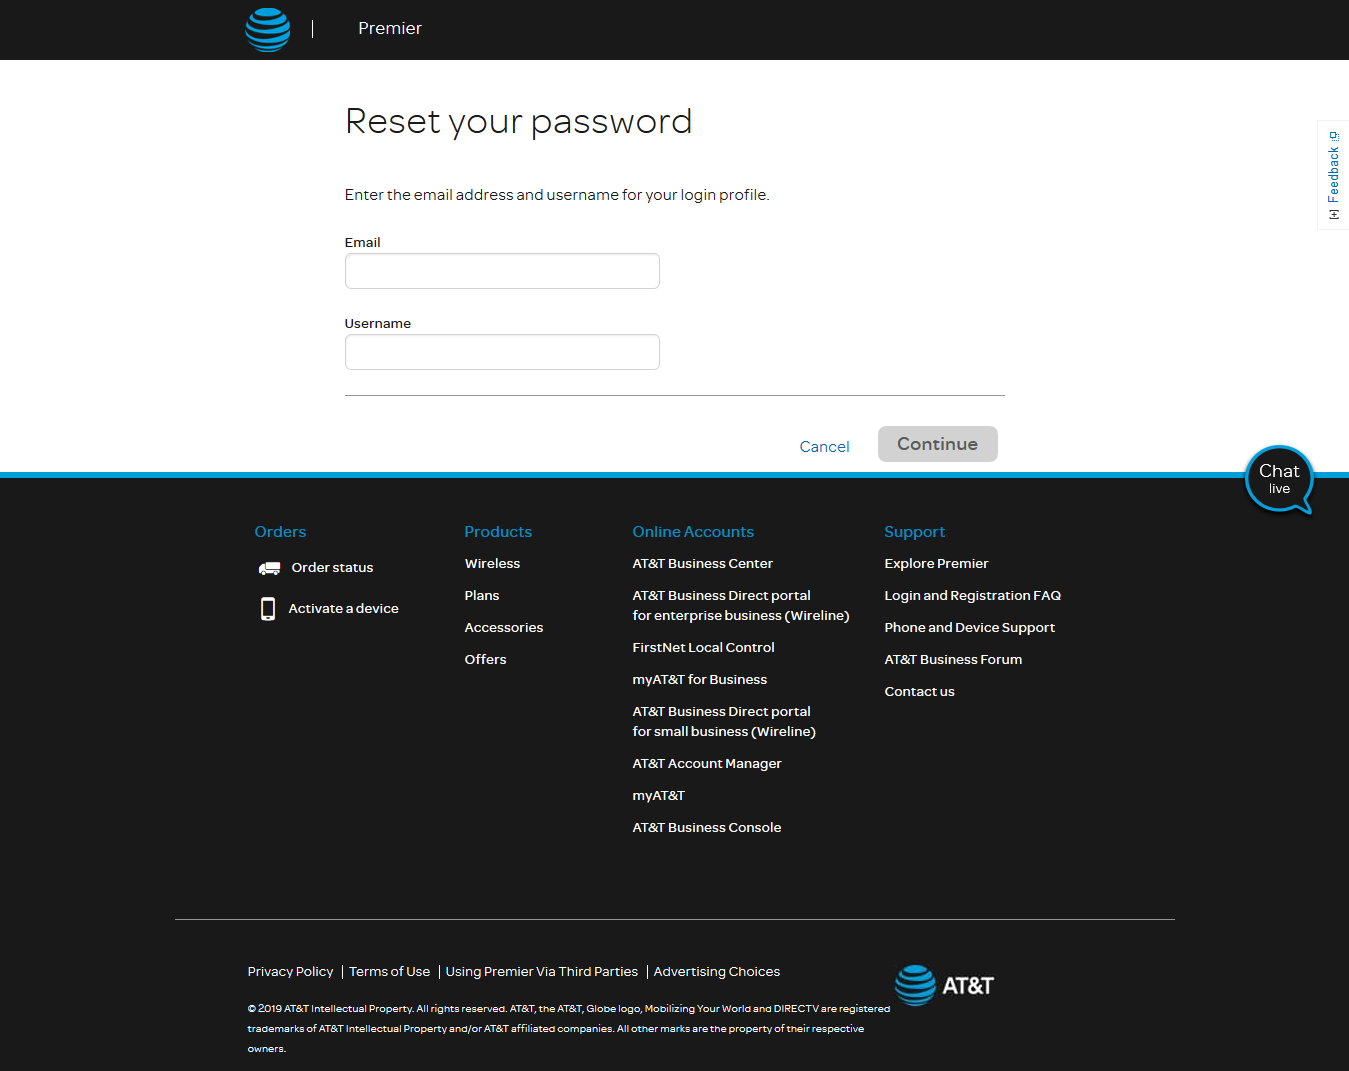 Premier
Reset your password
Feedback
[+]
Enter the email address and username for your login profile.
Email
Username
Cancel
Continue
Chat
live
Orders
Order status
Activate a device
Products
Wireless
Plans
Accessories
Offers
Online Accounts
AT&T Business Center
AT&T Business Direct portal
for enterprise business (Wireline)
FirstNet Local Control
myAT&T for Business
AT&T Business Direct portal
for small business (Wireline)
AT&T Account Manager
myAT&T
AT&T Business Console
Support
Explore Premier
Login and Registration FAQ
Phone and Device Support
AT&T Business Forum
Contact us
Privacy Policy | Terms of Use | Using Premier Via Third Parties | Advertising Choices
AT&T
© 2019 AT&T Intellectual Property. All rights reserved. AT&T, the AT&T, Globe logo, Mobilizing Your World and DIRECTV are registered
trademarks of AT&T Intellectual Property and/or AT&T affiliated companies. All other marks are the property of their respective
owners.